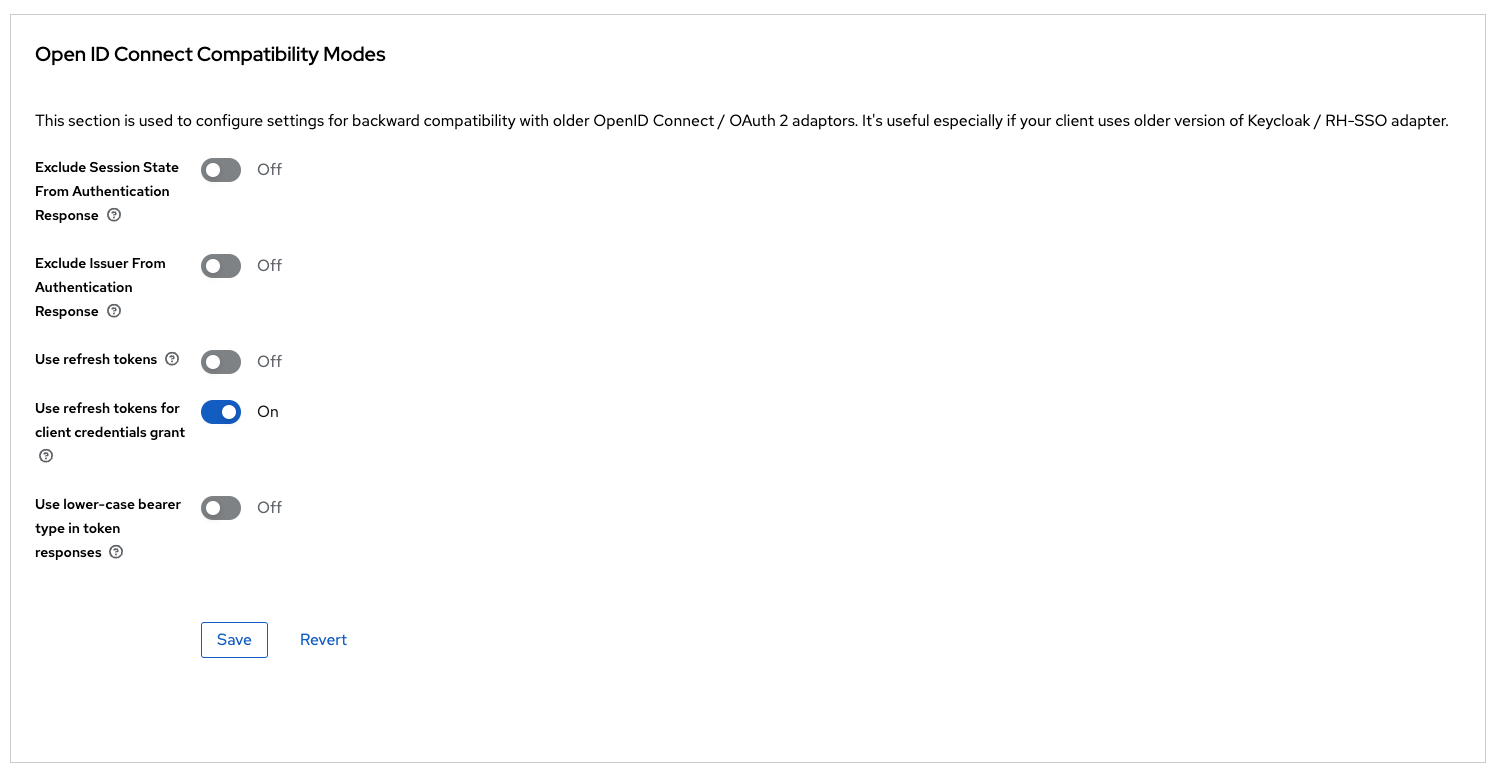 Open ID Connect Compatibility Modes
This section is used to configure settings for backward compatibility with older OpenID Connect / OAuth 2 adaptors. It's useful especially if your client uses older version of Keycloak / RH-SSO adapter.
Exclude Session State
From Authentication
Response
Off
Exclude Issuer From
Authentication
Response
Off
Use refresh tokens
Off
Use refresh tokens for
client credentials grant
On
Use lower-case bearer
type in token
responses
Off
Save
Revert